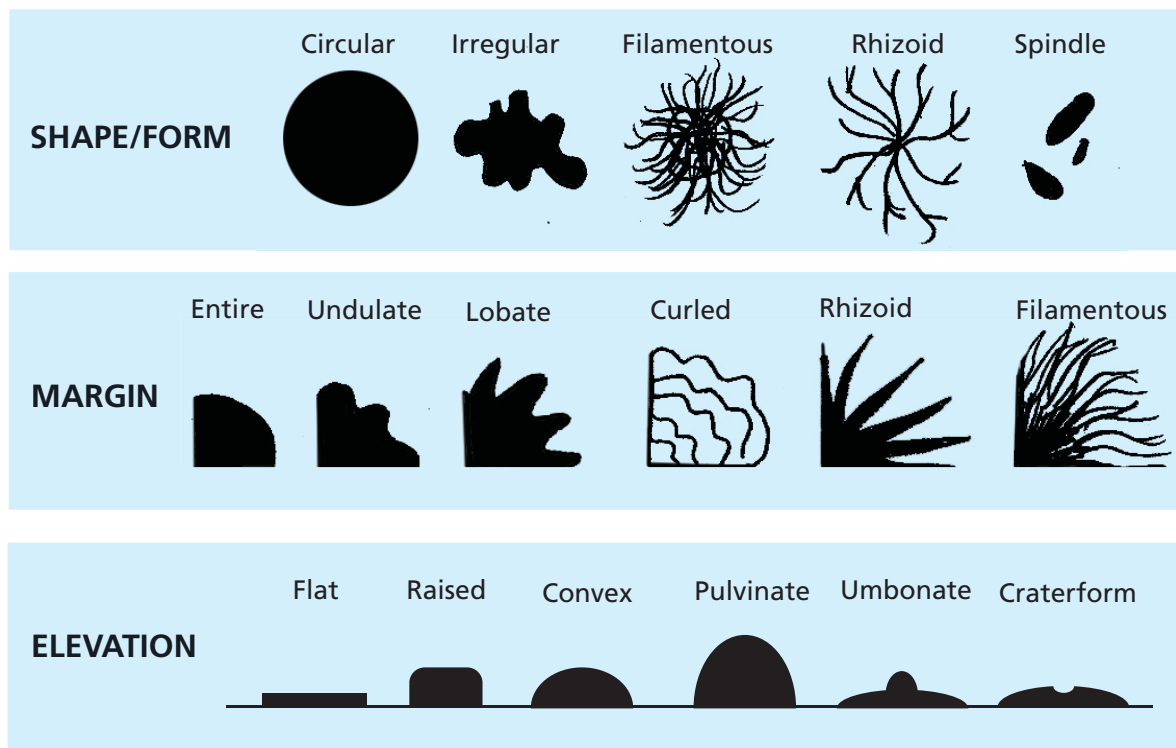 Circular Irregular Filamentous Rhizoid Spindle
SHAPE/FORM
Entire Undulate Lobate Curled Rhizoid Filamentous
MARGIN
Flat Raised Convex Pulvinate Umbonate Craterform
ELEVATION